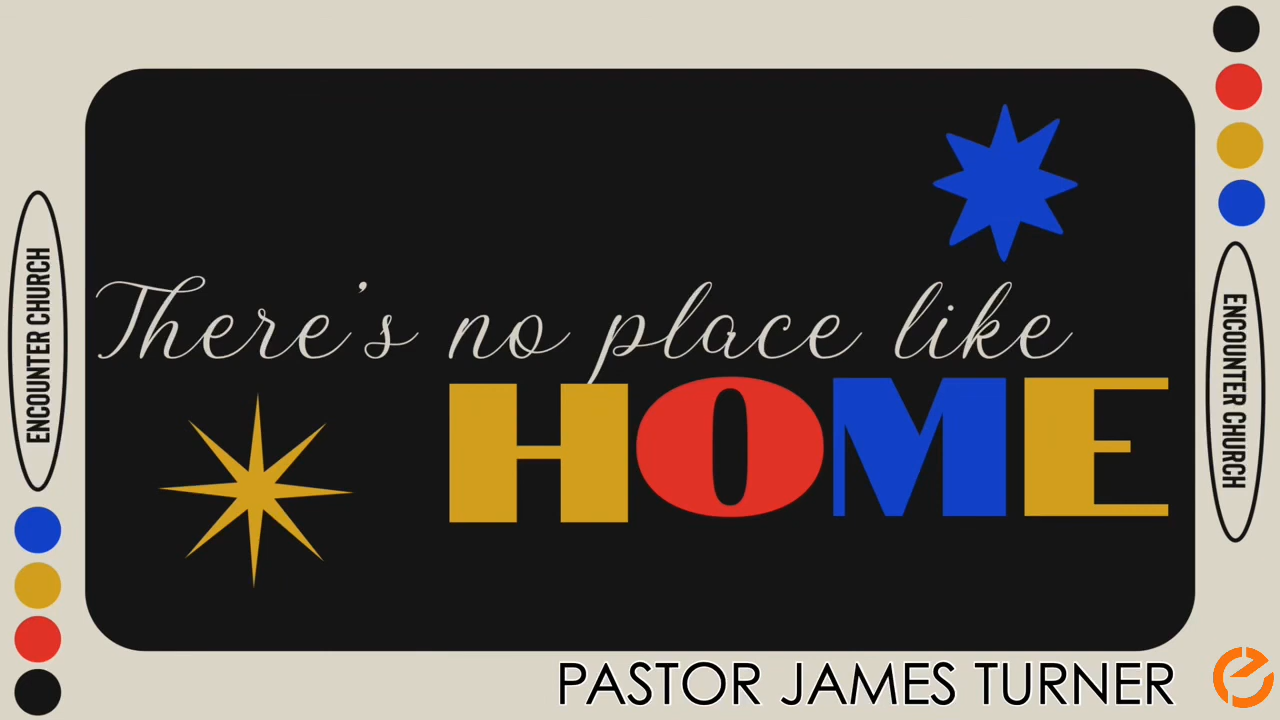 ENCOUNTER CHURCH
There's no place like
HOME
ENCOUNTER CHURCH
PASTOR JAMES TURNER